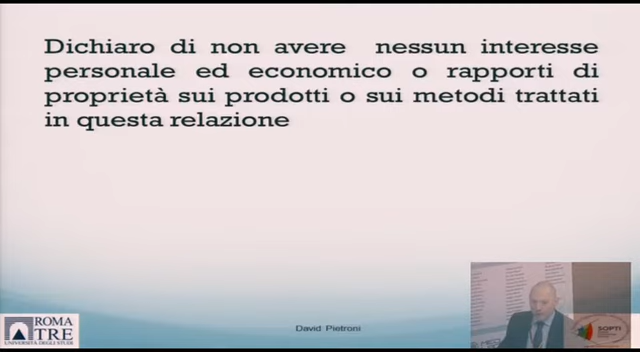 Dichiaro di non avere nessun interesse
personale ed economico o rapporti di
proprietà sui prodotti o sui metodi trattati
in questa relazione
ROMA
TRE
UNIVERSITÀ DEGLI STUDI
David Pietroni
SCIPTI